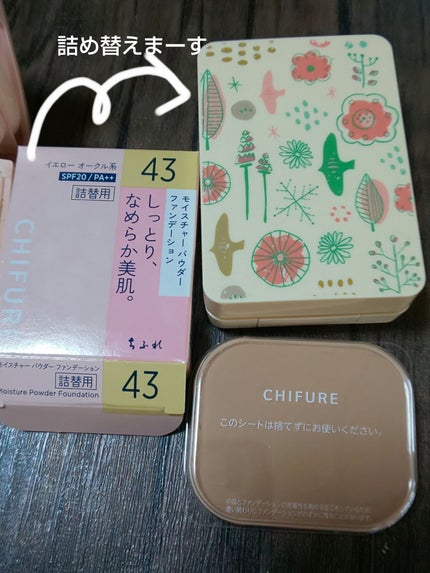 詰め替えまーす
イエロー オークル系
SPF20/PA++
詰替用
43
モイスチャー パウダー
ファンデーション
しっとり、
なめらか美肌。
CHIFURE
ちふれ
モイスチャー パウダー ファンデーション
詰替用
Moisture Powder Foundation
43
CHIFURE
このシートは捨てずにお使いください。